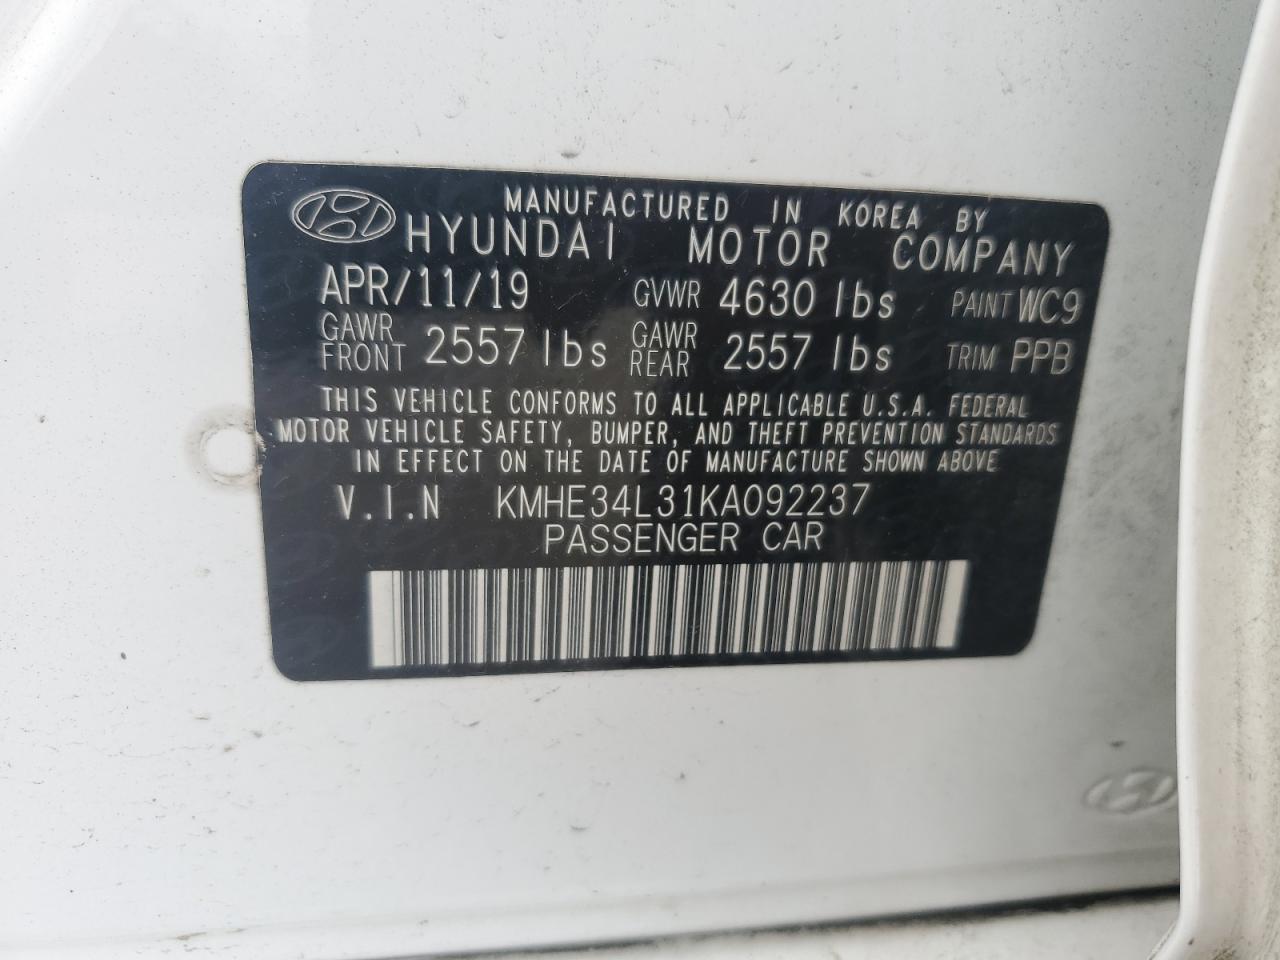 MANUFACTURED IN KOREA BY
HYUNDAI MOTOR COMPANY
APR/11/19 GVWR 4630 lbs PAINT WC9
GAWR FRONT 2557 lbs GAWR REAR 2557 lbs TRIM PPB
THIS VEHICLE CONFORMS TO ALL APPLICABLE U.S.A. FEDERAL
MOTOR VEHICLE SAFETY, BUMPER, AND THEFT PREVENTION STANDARDS
IN EFFECT ON THE DATE OF MANUFACTURE SHOWN ABOVE
V.I.N KMHE34L31KA092237
PASSENGER CAR